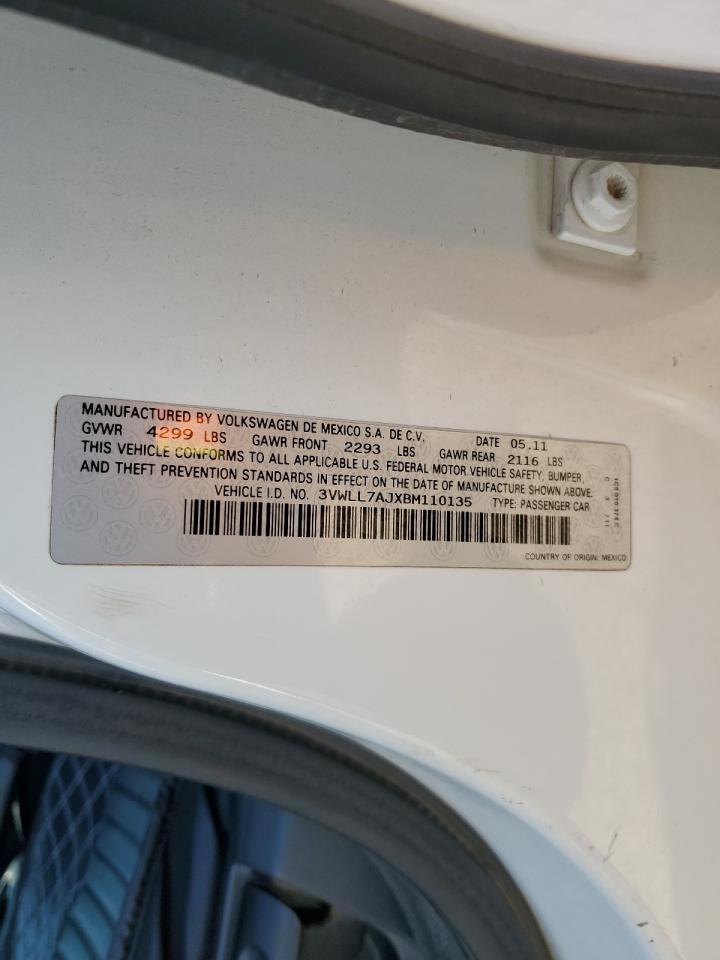 MANUFACTURED BY VOLKSWAGEN DE MEXICO S.A. DE C.V. DATE 05.11
GVWR 4299 LBS GAWR FRONT 2293 LBS GAWR REAR 2116 LBS
THIS VEHICLE CONFORMS TO ALL APPLICABLE U.S. FEDERAL MOTOR VEHICLE SAFETY, BUMPER,
AND THEFT PREVENTION STANDARDS IN EFFECT ON THE DATE OF MANUFACTURE SHOWN ABOVE.
VEHICLE I.D. NO. 3VWLL7AJXBM110135 TYPE: PASSENGER CAR
COUNTRY OF ORIGIN: MEXICO